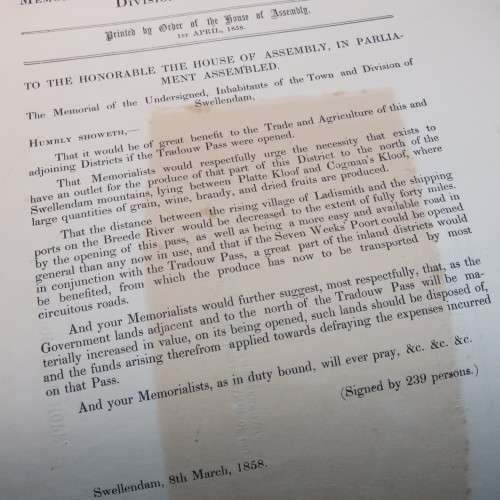 Division
Printed by Order of the House of Assembly.
1ST APRIL, 1858.
TO THE HONORABLE THE HOUSE OF ASSEMBLY, IN PARLIA-
MENT ASSEMBLED.
The Memorial of the Undersigned, Inhabitants of the Town and Division of
Swellendam,
HUMBLY SHOWETH,—
That it would be of great benefit to the Trade and Agriculture of this and
adjoining Districts if the Tradouw Pass were opened.
That Memorialists would respectfully urge the necessity that exists to
have an outlet for the produce of that part of this District to the north of the
Swellendam mountains, lying between Platte Kloof and Cogman's Kloof, where
large quantities of grain, wine, brandy, and dried fruits are produced.
That the distance between the rising village of Ladismith and the shipping
ports on the Breede River would be decreased to the extent of fully forty miles.
by the opening of this pass, as well as being a more easy and available road in
general than any now in use, and that if the Seven Weeks' Poort could be opened
in conjunction with the Tradouw Pass, a great part of the inland districts would
be benefited, from which the produce has now to be transported by most
circuitous roads.
And your Memorialists would further suggest, most respectfully, that, as the
Government lands adjacent and to the north of the Tradouw Pass will be ma-
terially increased in value, on its being opened, such lands should be disposed of,
and the funds arising therefrom applied towards defraying the expenses incurred
on that Pass.
And your Memorialists, as in duty bound, will ever pray, &c. &c. &c.
(Signed by 239 persons.)
Swellendam, 8th March, 1858.